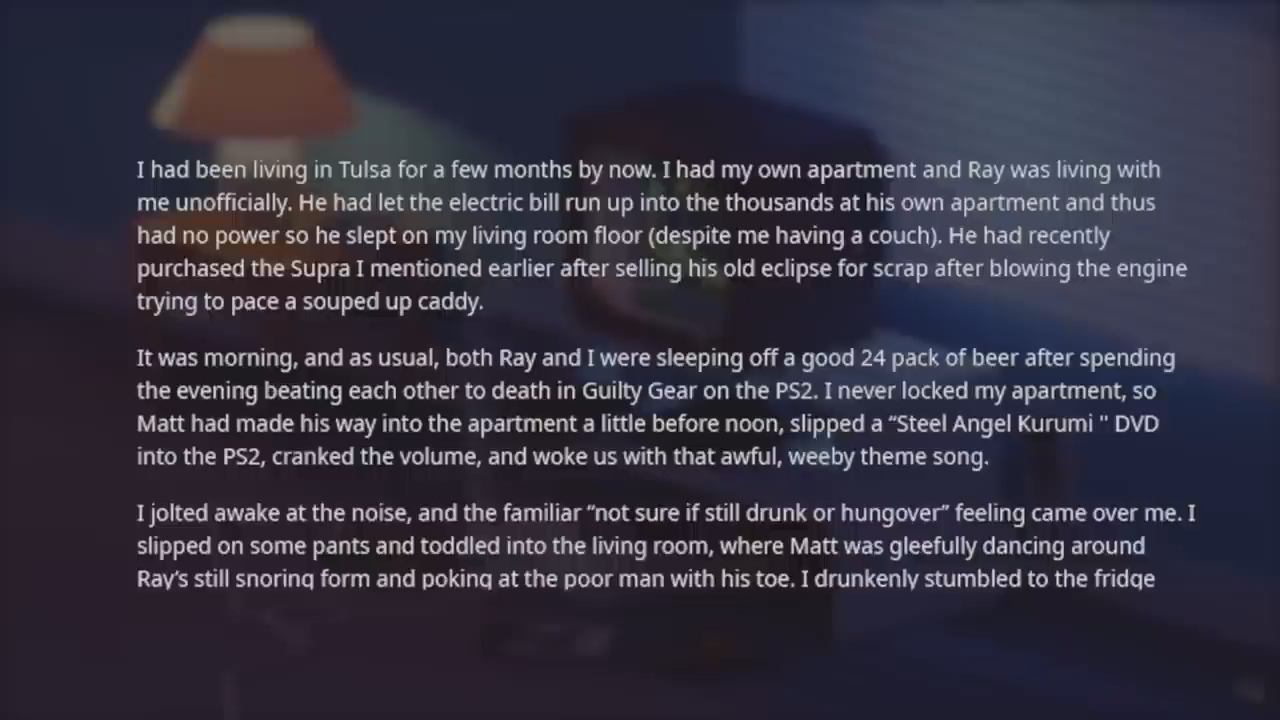 I had been living in Tulsa for a few months by now. I had my own apartment and Ray was living with
me unofficially. He had let the electric bill run up into the thousands at his own apartment and thus
had no power so he slept on my living room floor (despite me having a couch). He had recently
purchased the Supra I mentioned earlier after selling his old eclipse for scrap after blowing the engine
trying to pace a souped up caddy.
It was morning, and as usual, both Ray and I were sleeping off a good 24 pack of beer after spending
the evening beating each other to death in Guilty Gear on the PS2. I never locked my apartment, so
Matt had made his way into the apartment a little before noon, slipped a “Steel Angel Kurumi " DVD
into the PS2, cranked the volume, and woke us with that awful, weeby theme song.
I jolted awake at the noise, and the familiar “not sure if still drunk or hungover” feeling came over me. I
slipped on some pants and toddled into the living room, where Matt was gleefully dancing around
Ray’s still snoring form and poking at the poor man with his toe. I drunkenly stumbled to the fridge